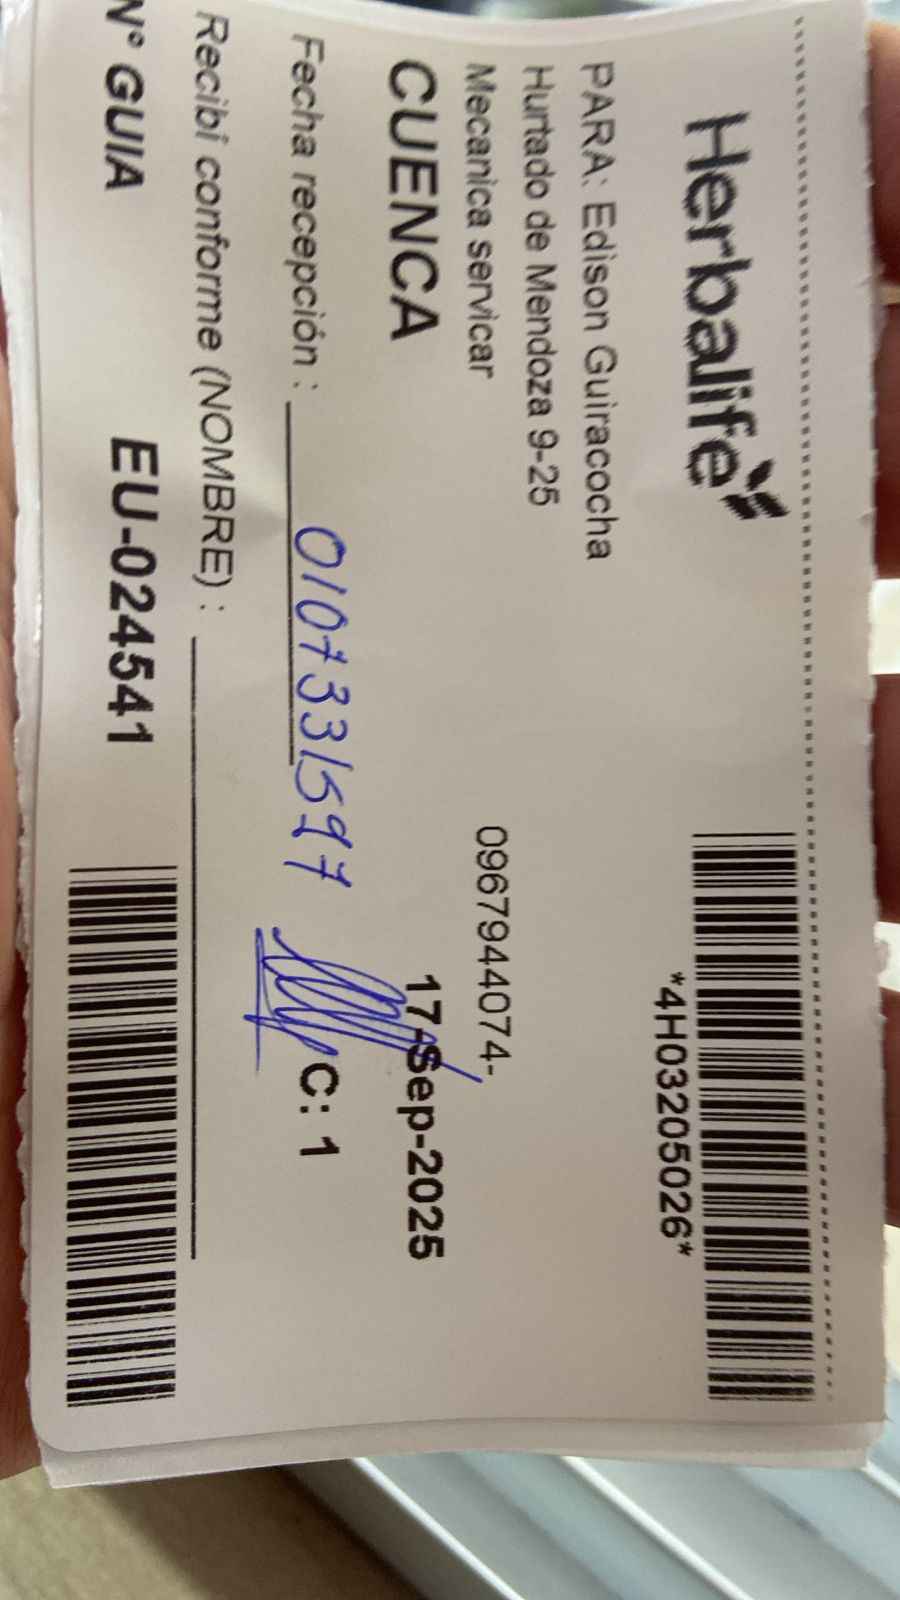 Herbalife
*4H03205026*
PARA: Edison Guiracocha
Hurtado de Mendoza 9-25
Mecanica servicar
0967944074-
CUENCA
17-Sep-2025
Fecha recepción :
0107331597
C: 1
Recibí conforme (NOMBRE) :
N° GUIA
EU-024541